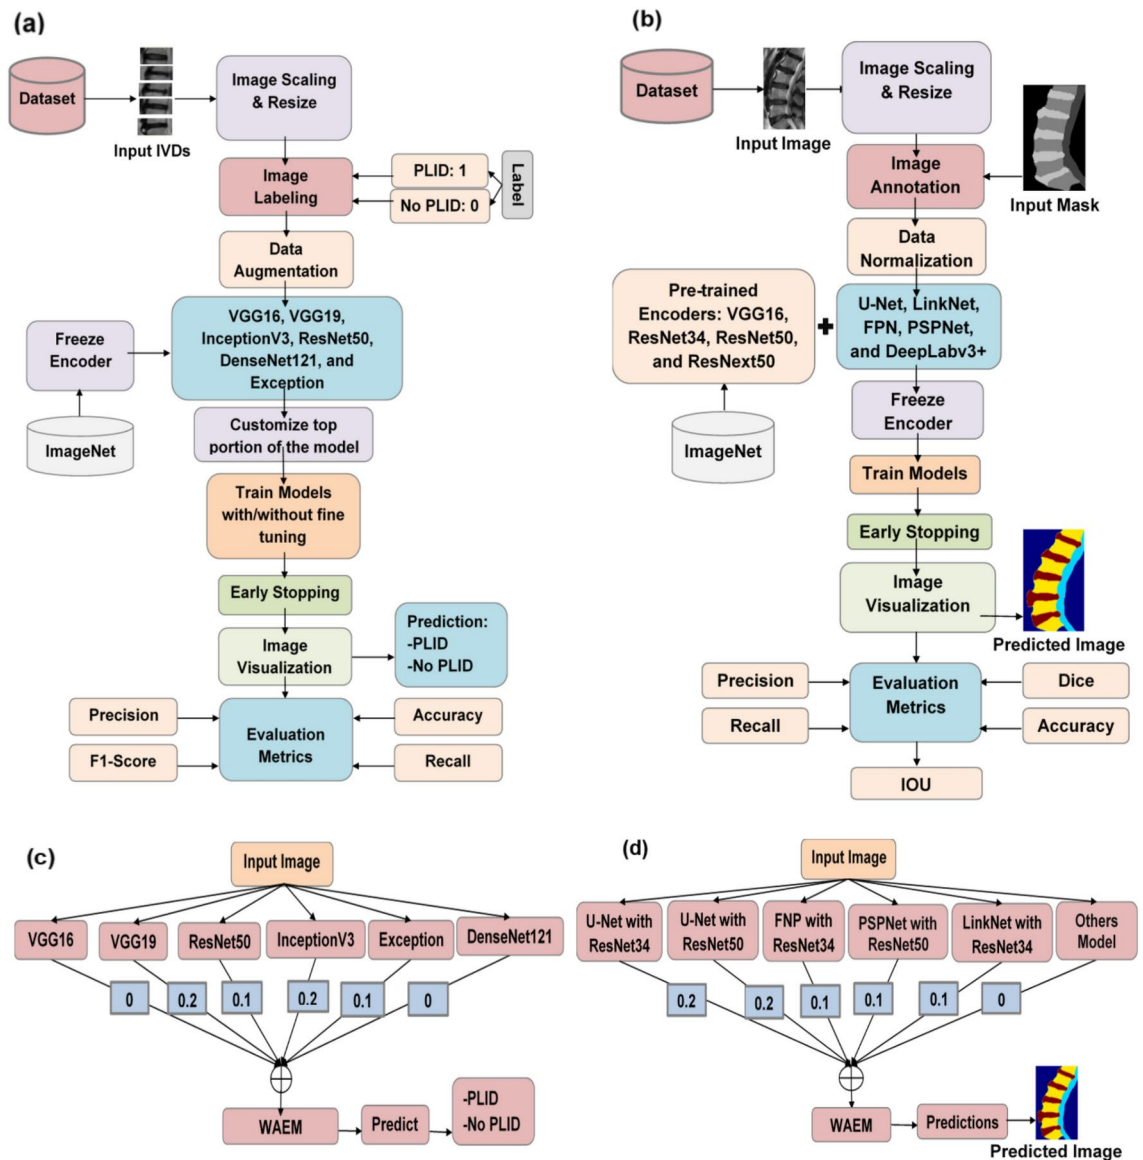 (a)
Dataset
Input IVDs
Image Scaling
& Resize
Image
Labeling
PLID: 1
No PLID: 0
Label
Data
Augmentation
Freeze
Encoder
ImageNet
VGG16, VGG19,
InceptionV3, ResNet50,
DenseNet121, and
Exception
Customize top
portion of the model
Train Models
with/without fine
tuning
Early Stopping
Image
Visualization
Prediction:
-PLID
-No PLID
Precision
F1-Score
Evaluation
Metrics
Accuracy
Recall
(b)
Dataset
Input Image
Image Scaling
& Resize
Image
Annotation
Input Mask
Data
Normalization
Pre-trained
Encoders: VGG16,
ResNet34, ResNet50,
and ResNext50
+
U-Net, LinkNet,
FPN, PSPNet,
and DeepLabv3+
ImageNet
Freeze
Encoder
Train Models
Early Stopping
Image
Visualization
Predicted Image
Precision
Recall
Evaluation
Metrics
Dice
Accuracy
IOU
(c)
Input Image
VGG16
VGG19
ResNet50
InceptionV3
Exception
DenseNet121
0
0.2
0.1
0.2
0.1
0
WAEM
Predict
-PLID
-No PLID
(d)
Input Image
U-Net with
ResNet34
U-Net with
ResNet50
FNP with
ResNet34
PSPNet with
ResNet50
LinkNet with
ResNet34
Others
Model
0.2
0.2
0.1
0.1
0.1
0
WAEM
Predictions
Predicted Image